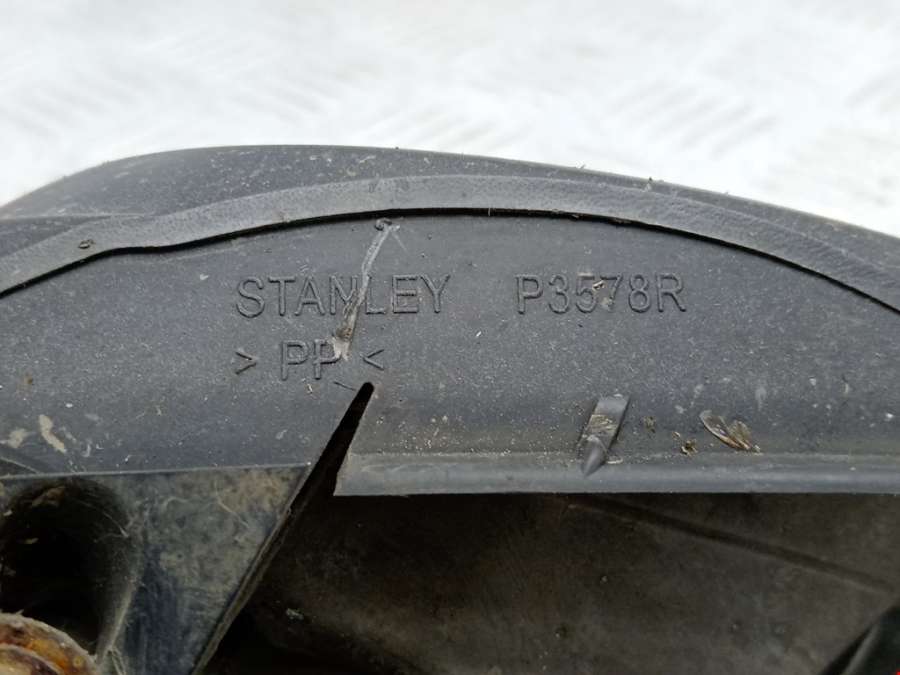 STANLEY P3578R
> PP <